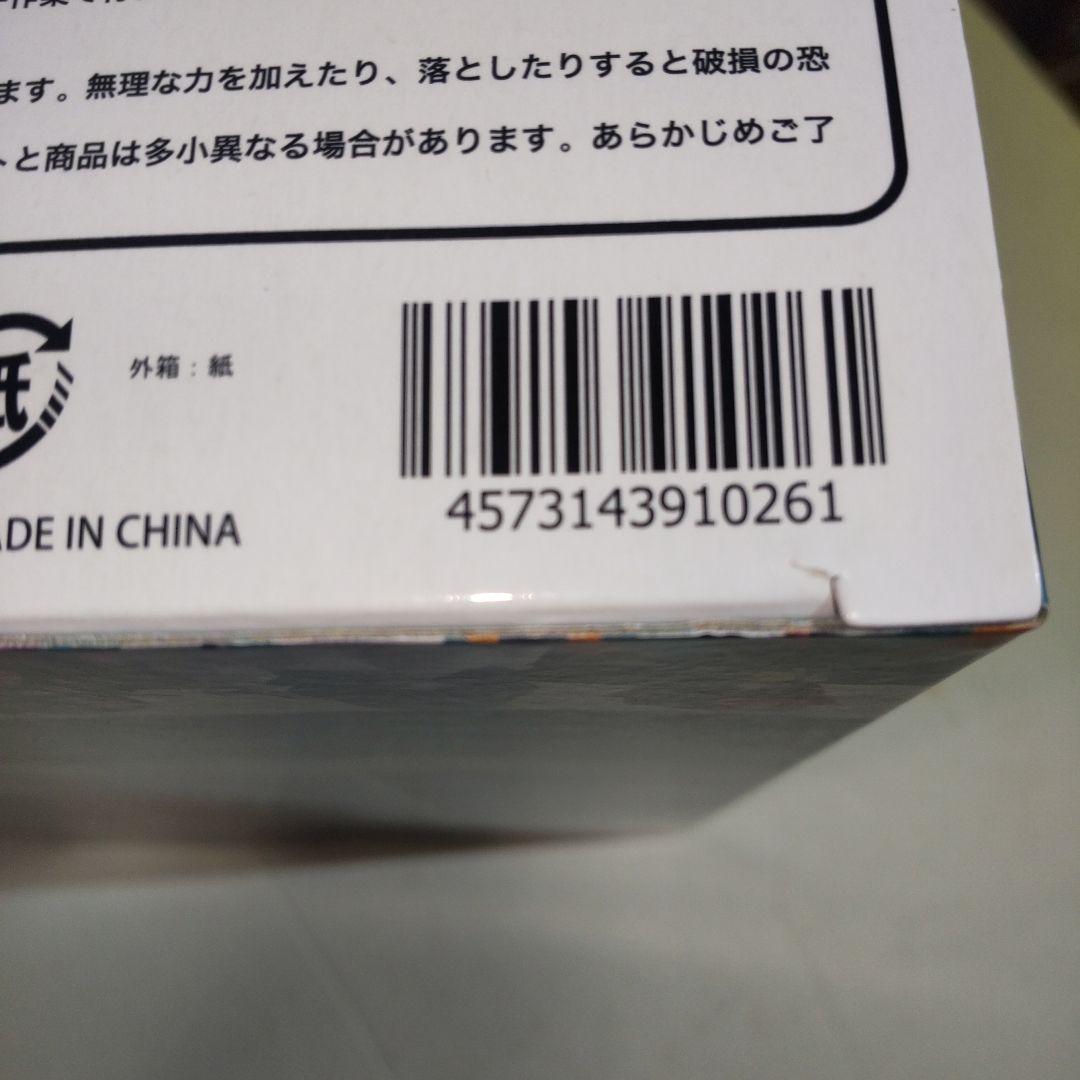 ます。無理な力を加えたり、落としたりすると破損の恐
と商品は多小異なる場合があります。あらかじめご了
外箱：紙
紙
4573143910261
ADE IN CHINA